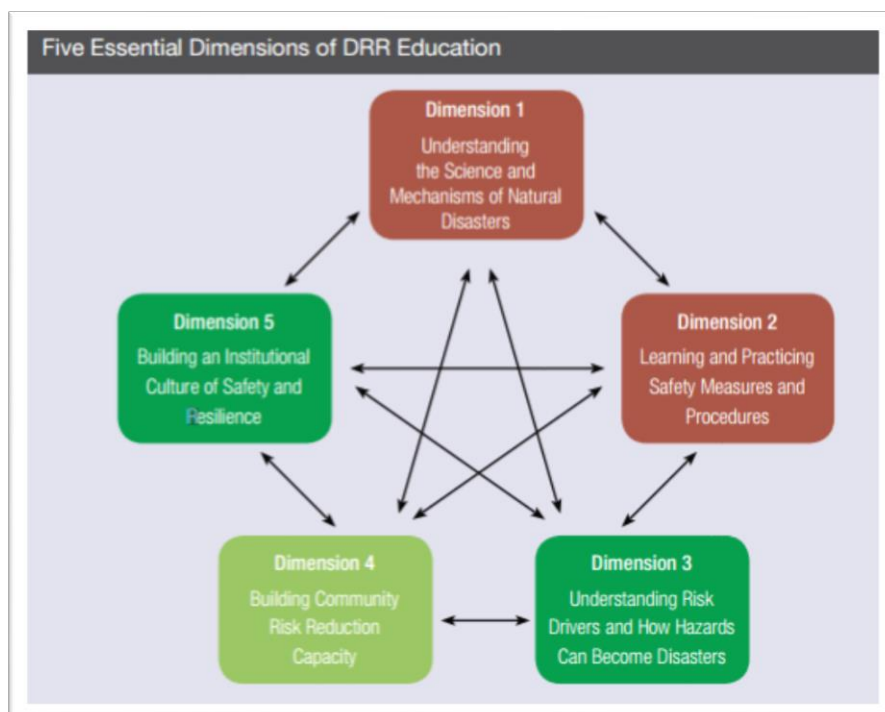 Five Essential Dimensions of DRR Education
Dimension 1
Understanding
the Science and
Mechanisms of Natural
Disasters
Dimension 5
Building an Institutional
Culture of Safety and
Resilience
Dimension 2
Learning and Practicing
Safety Measures and
Procedures
Dimension 4
Building Community
Risk Reduction
Capacity
Dimension 3
Understanding Risk
Drivers and How Hazards
Can Become Disasters